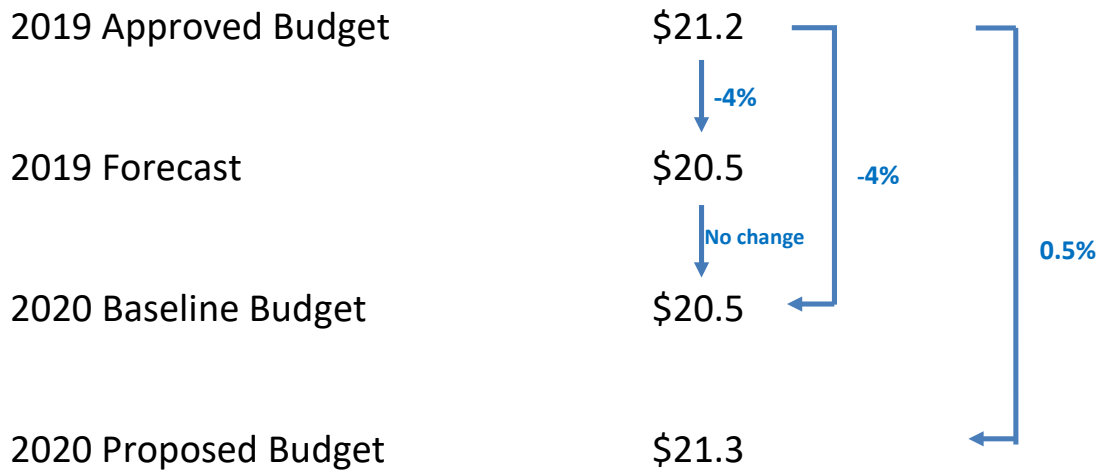 2019 Approved Budget $21.2
-4%
2019 Forecast $20.5
-4%
No change
0.5%
2020 Baseline Budget $20.5
2020 Proposed Budget $21.3